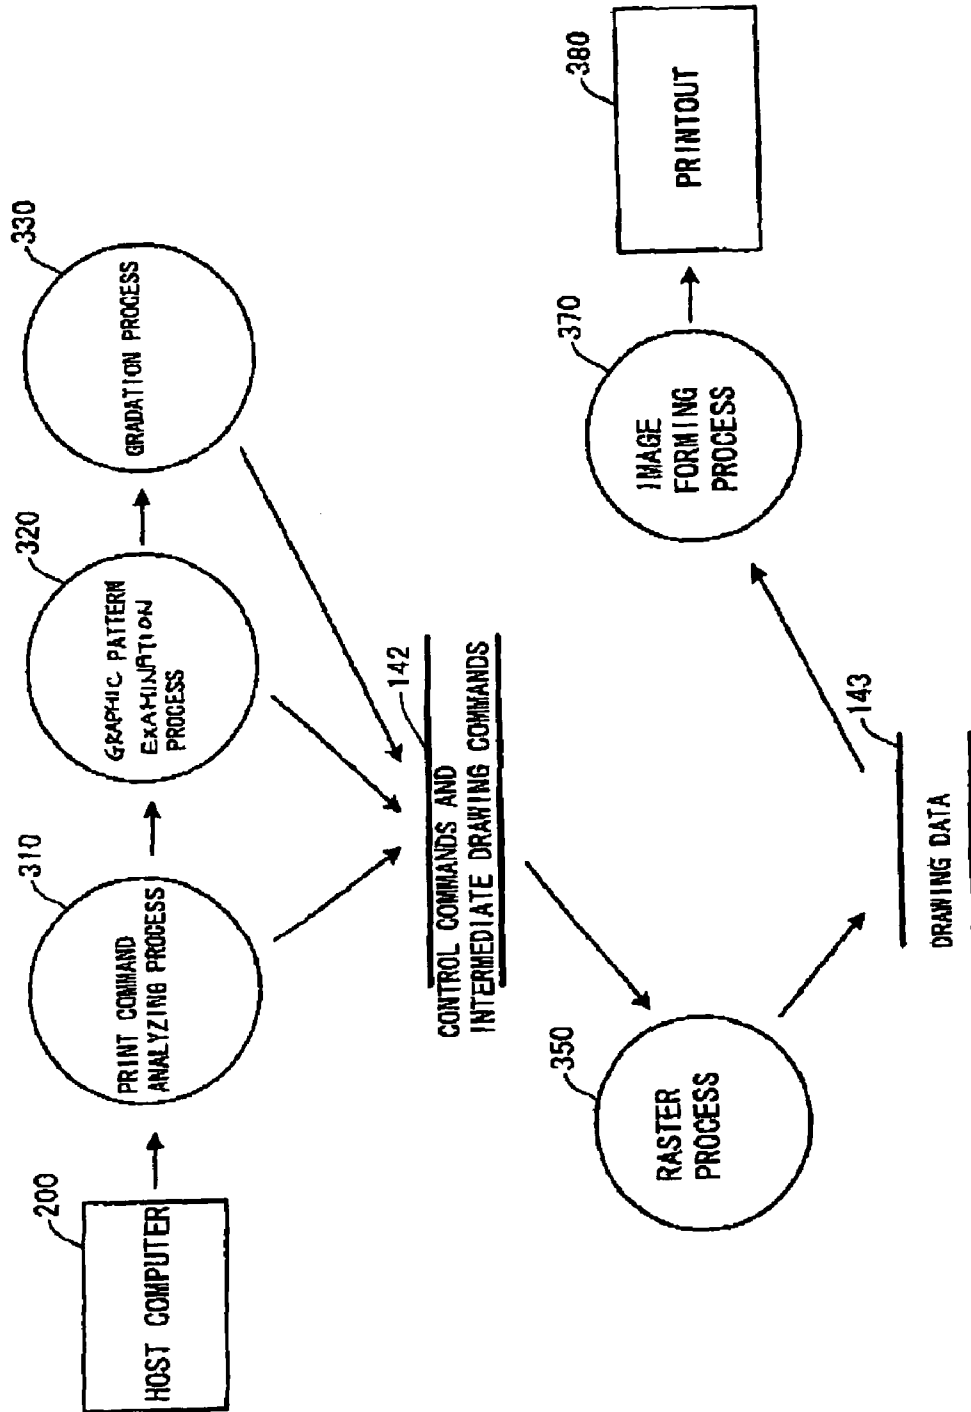 200
HOST COMPUTER
310
PRINT COMMAND
ANALYZING PROCESS
320
GRAPHIC PATTERN
EXAMINATION
PROCESS
330
GRADATION PROCESS
142
CONTROL COMMANDS AND
INTERMEDIATE DRAWING COMMANDS
350
RASTER
PROCESS
143
DRAWING DATA
370
IMAGE
FORMING
PROCESS
380
PRINTOUT